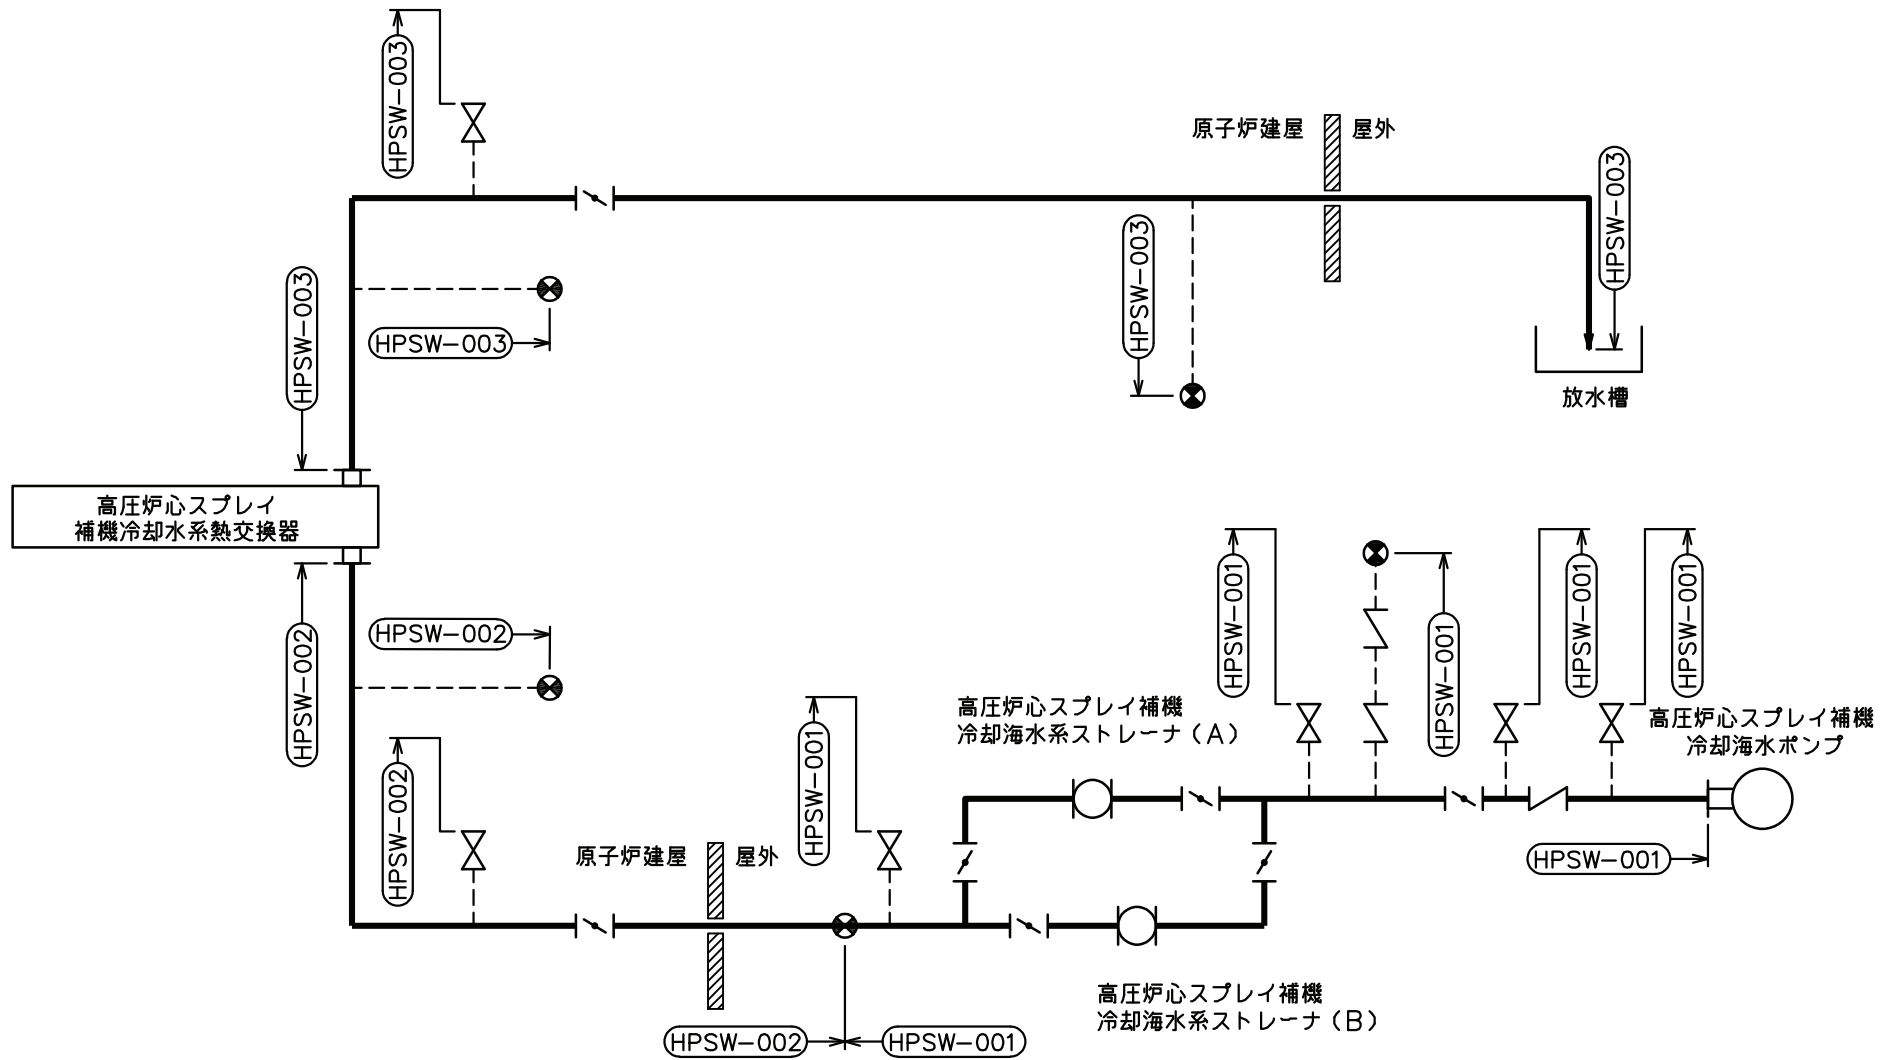 HPSW-003
原子炉建屋 屋外
HPSW-003
HPSW-003
HPSW-003
HPSW-003
放水槽
高圧炉心スプレイ
補機冷却水系熱交換器
HPSW-002
HPSW-002
HPSW-001
HPSW-001
HPSW-001
HPSW-001
高圧炉心スプレイ補機
冷却海水系ストレーナ(A)
高圧炉心スプレイ補機
冷却海水ポンプ
HPSW-002
HPSW-001
原子炉建屋 屋外
HPSW-001
高圧炉心スプレイ補機
冷却海水系ストレーナ(B)
HPSW-002 HPSW-001